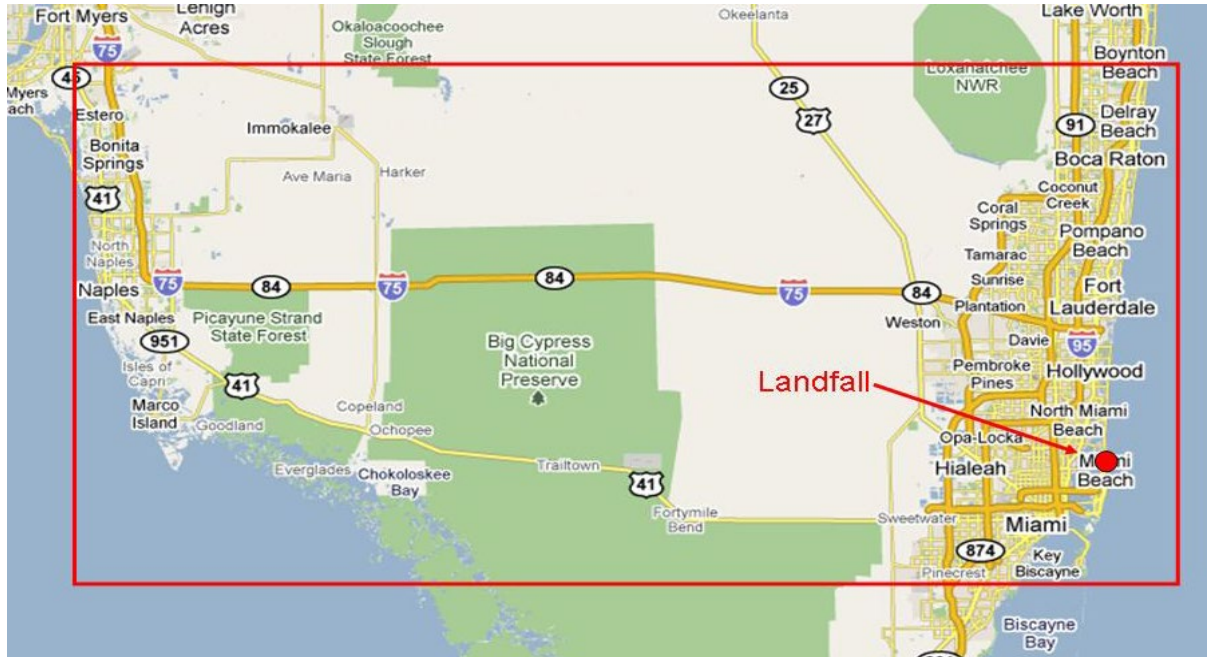 Fort Myers
Lehigh
Acres
Okaloacoochee
Slough
State Forest
Okeelanta
Lake Worth
75
45
Myers
Boynton
Beach
Loxahatchee
NWR
25
27
Estero
Immokalee
91
Delray
Beach
Bonita
Springs
Ave Maria
Harker
Boca Raton
41
Coconut
Creek
Coral
Springs
North
Naples
Pompano
Beach
Tamarac
75
84
75
84
75
84
Sunrise
Naples
Plantation
Fort
Lauderdale
East Naples
Picayune Strand
State Forest
Weston
951
Big Cypress
National
Preserve
Davie
95
Isles of
Capri
Pembroke
Pines
Hollywood
41
Landfall
Marco
Island
Goodland
Copeland
Ochopee
North Miami
Beach
Opa-Locka
Everglades
Chokoloskee
Bay
Trailtown
41
Hialeah
Miami
Beach
Fortymile
Bend
Sweetwater
Miami
874
Key
Biscayne
Pinecrest
Biscayne
Bay